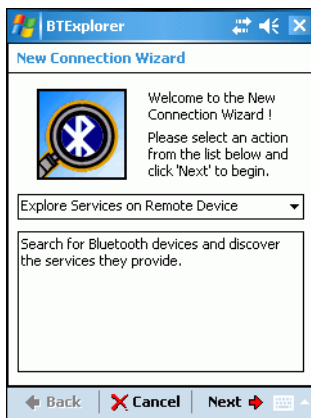 BTExplorer
New Connection Wizard
Welcome to the New
Connection Wizard !
Please select an action
from the list below and
click 'Next' to begin.
Explore Services on Remote Device
Search for Bluetooth devices and discover
the services they provide.
Back Cancel Next